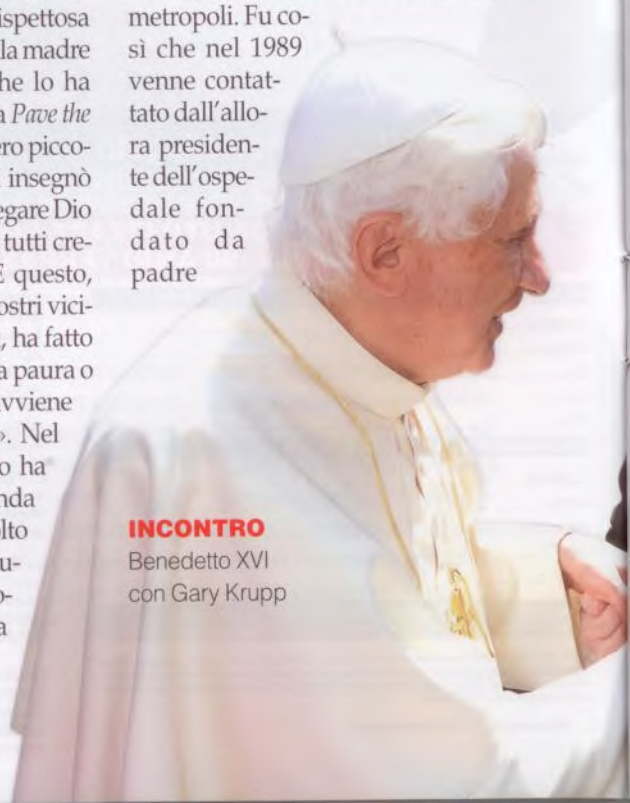 ispettosa
la madre
he lo ha
a Pave the
ero picco-
insegnò
egare Dio
tutti cre-
E questo,
ostri vici-
, ha fatto
a paura o
vviene
». Nel
o ha
nda
lto
u-
o-
a
metropoli. Fu co-
sì che nel 1989
venne contat-
tato dall'allo-
ra presiden-
te dell'ospe-
dale fon-
dato da
padre
INCONTRO
Benedetto XVI
con Gary Krupp